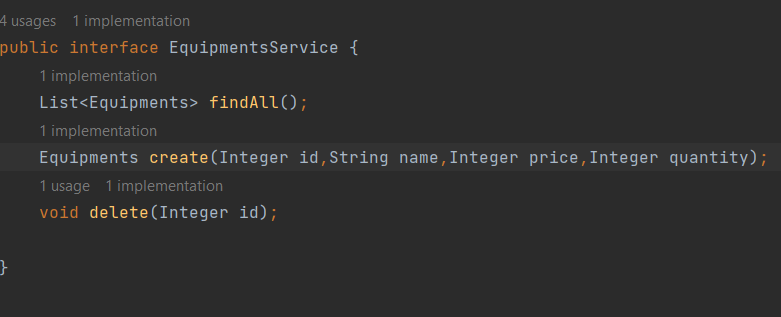 4 usages 1 implementation
public interface EquipmentsService {
1 implementation
List<Equipments> findAll();
1 implementation
Equipments create(Integer id,String name,Integer price,Integer quantity);
1 usage 1 implementation
void delete(Integer id);
}